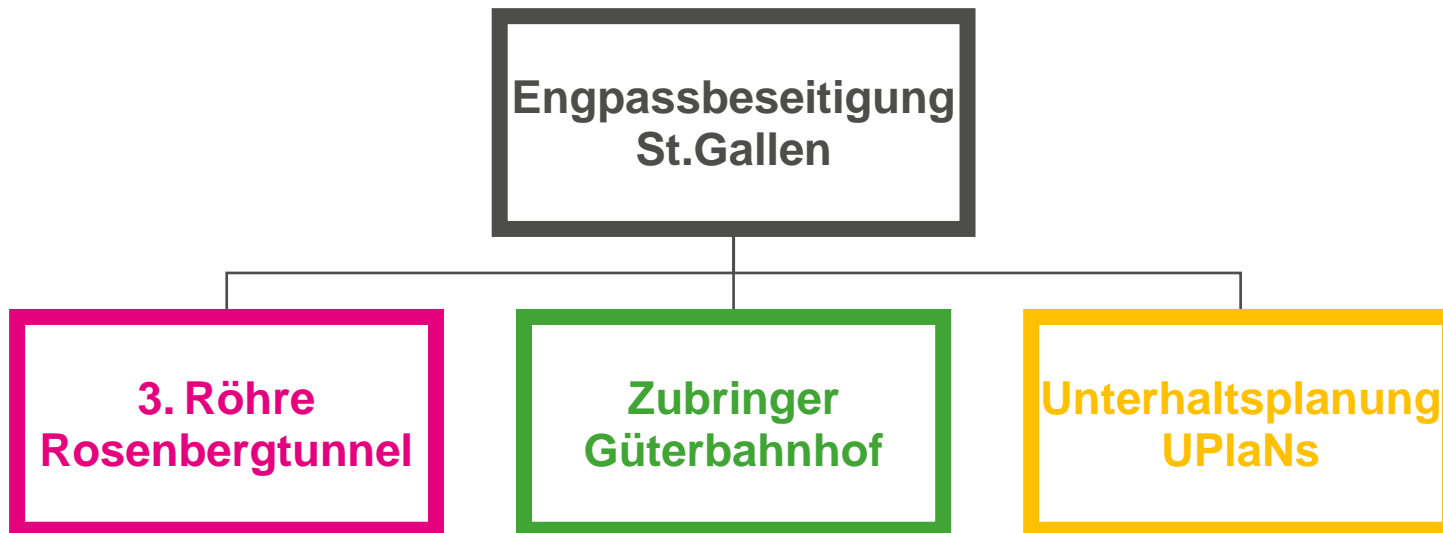 Engpassbeseitigung
St.Gallen
3. Röhre
Rosenbergtunnel
Zubringer
Güterbahnhof
Unterhaltsplanung
UPlaNs